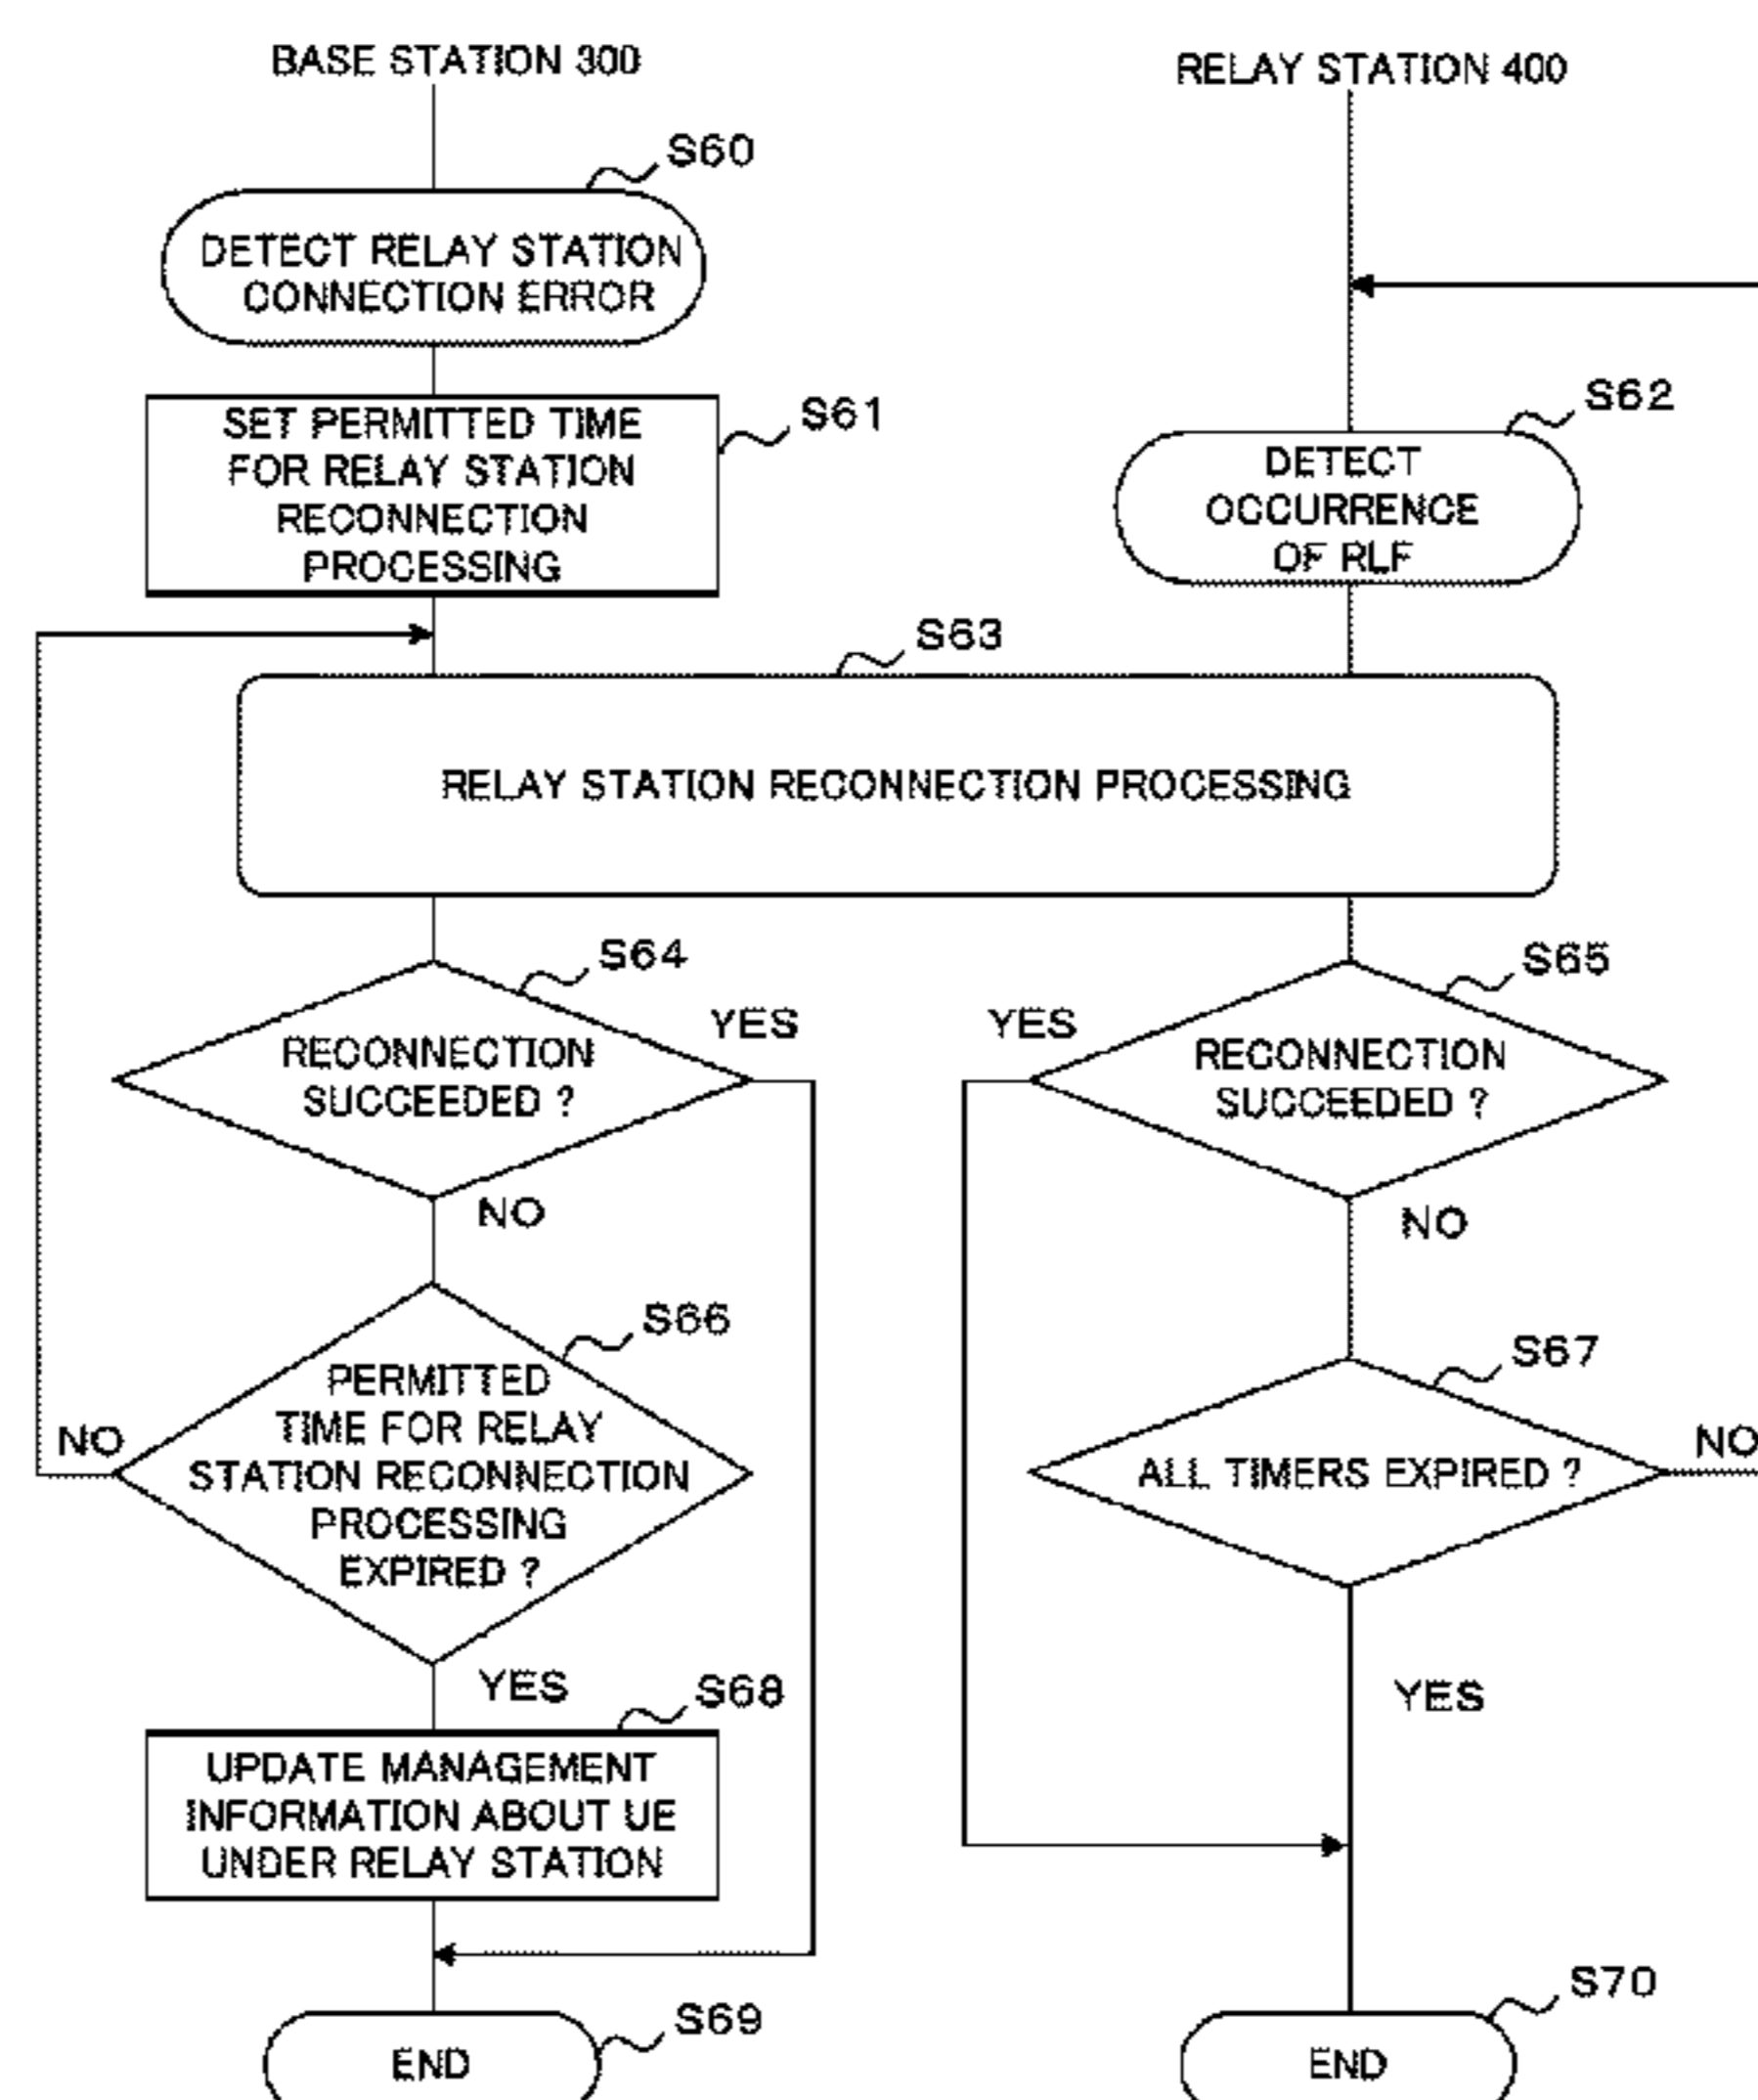 BASE STATION 300
RELAY STATION 400
S60
DETECT RELAY STATION
CONNECTION ERROR
S61
SET PERMITTED TIME
FOR RELAY STATION
RECONNECTION
PROCESSING
S62
DETECT
OCCURRENCE
OF RLF
S63
RELAY STATION RECONNECTION PROCESSING
S64
RECONNECTION
SUCCEEDED ?
YES
NO
S65
RECONNECTION
SUCCEEDED ?
YES
NO
S66
PERMITTED
TIME FOR RELAY
STATION RECONNECTION
PROCESSING
EXPIRED ?
NO
YES
S67
ALL TIMERS EXPIRED ?
NO
YES
S68
UPDATE MANAGEMENT
INFORMATION ABOUT UE
UNDER RELAY STATION
S69
END
S70
END